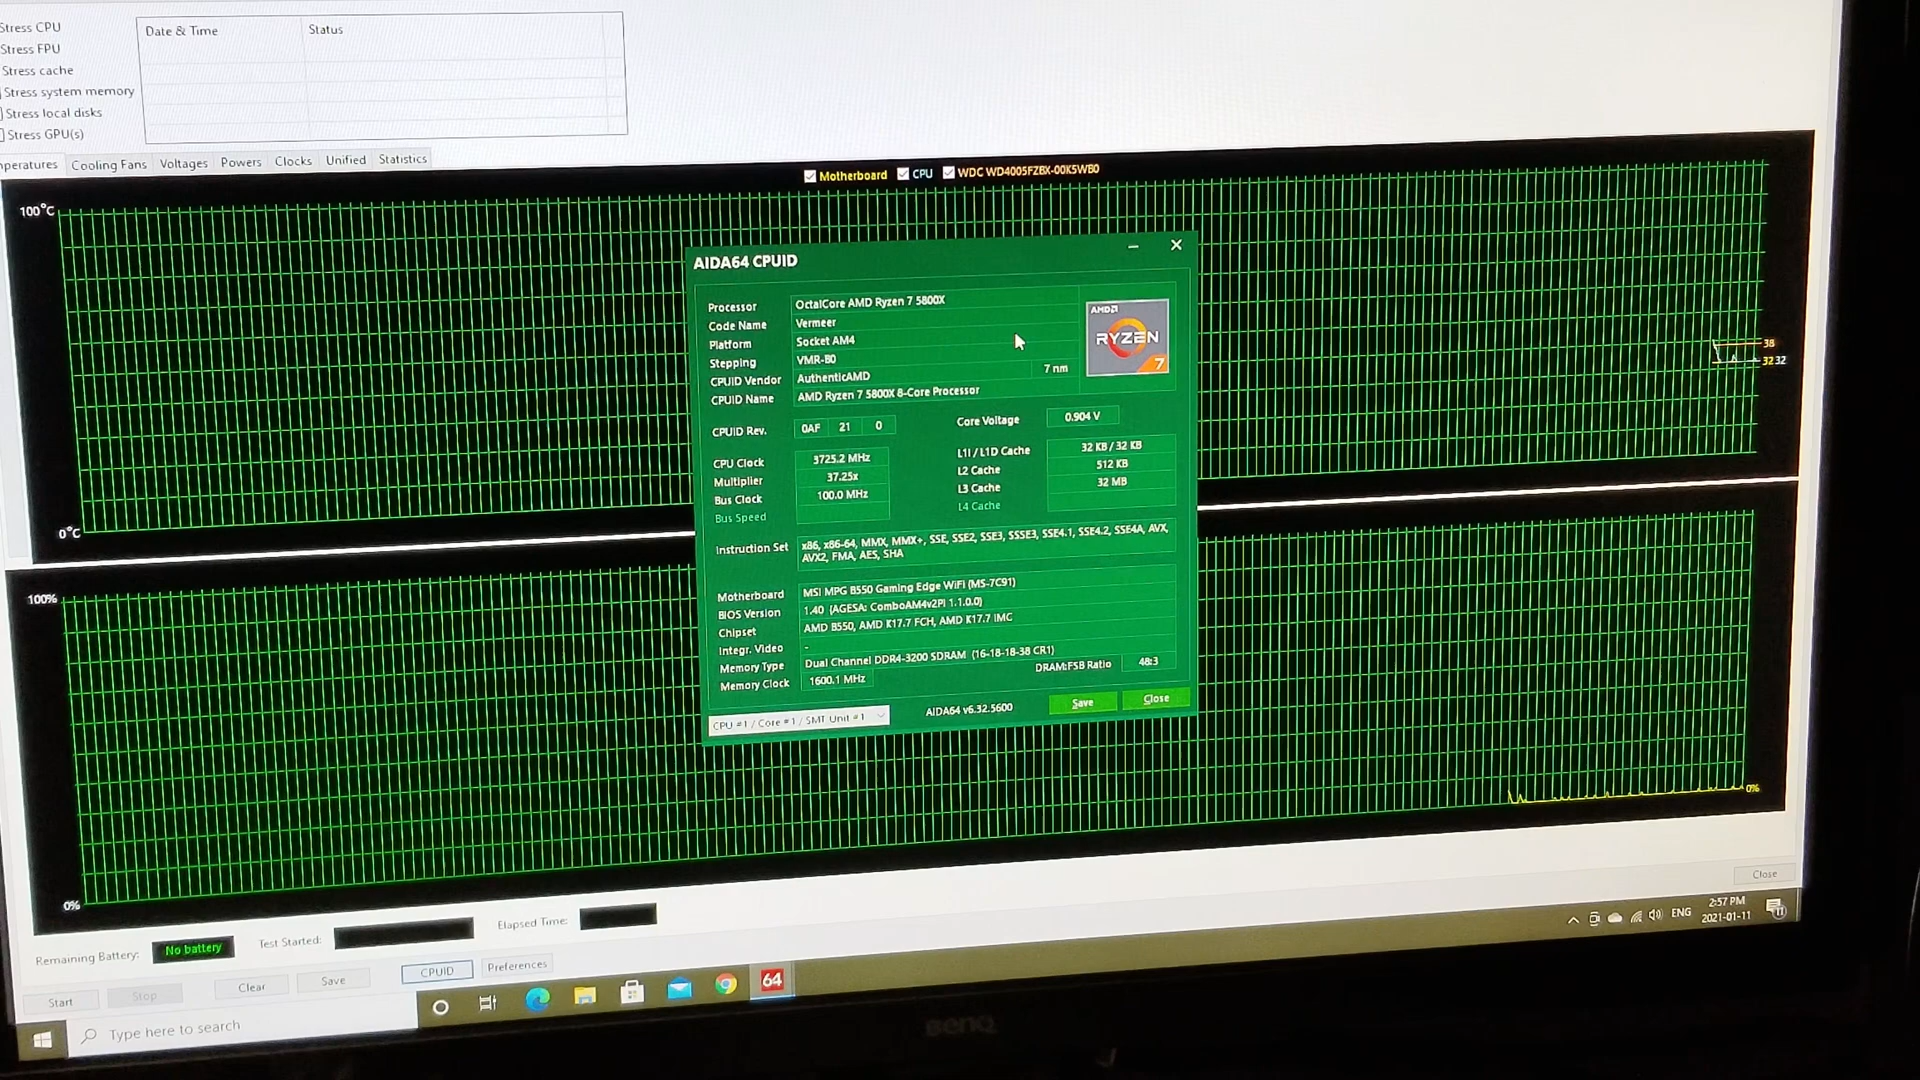 Stress CPU
Stress FPU
Stress cache
Stress system memory
Stress local disks
Stress GPU(s)
Date & Time Status
Cooling Fans Voltages Powers Clocks Unified Statistics
Motherboard CPU WDC WD4005FZBX-00K5WB0
100°C
38
32 32
0°C
AIDA64 CPUID
Processor OctalCore AMD Ryzen 7 5800X
Code Name Vermeer
Platform Socket AM4
Stepping VMR-B0
CPUID Vendor AuthenticAMD 7 nm
CPUID Name AMD Ryzen 7 5800X 8-Core Processor
AMD
RYZEN
7
CPUID Rev. 0AF 21 0
Core Voltage 0.904 V
CPU Clock 3725.2 MHz
Multiplier 37.25x
Bus Clock 100.0 MHz
Bus Speed
L1I / L1D Cache 32 KB / 32 KB
L2 Cache 512 KB
L3 Cache 32 MB
L4 Cache
Instruction Set x86, x86-64, MMX, MMX+, SSE, SSE2, SSE3, SSSE3, SSE4.1, SSE4.2, SSE4A, AVX,
AVX2, FMA, AES, SHA
Motherboard MSI MPG B550 Gaming Edge WiFi (MS-7C91)
BIOS Version 1.40 (AGESA: ComboAM4v2PI 1.1.0.0)
Chipset AMD B550, AMD K17.7 FCH, AMD K17.7 IMC
Integr. Video -
Memory Type Dual Channel DDR4-3200 SDRAM (16-18-18-38 CR1)
Memory Clock 1600.1 MHz DRAM:FSB Ratio 48:3
CPU #1 / Core #1 / SMT Unit #1 AIDA64 v6.32.5600 Save Close
100%
0%
0%
Remaining Battery: No battery Test Started: Elapsed Time:
Start Stop Clear Save CPUID Preferences
Close
Type here to search
64
ENG
2:57 PM
2021-01-11
11
BenQ